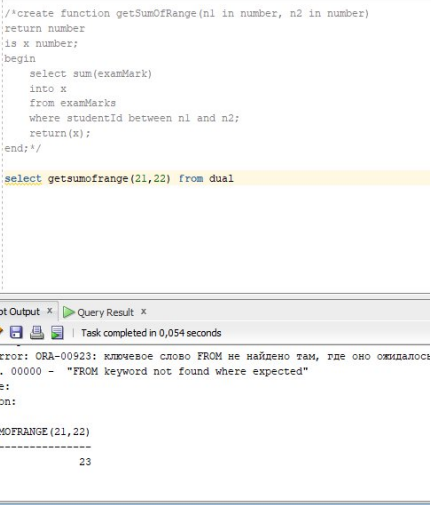 /*create function getSumOfRange(n1 in number, n2 in number)
return number
is x number;
begin
select sum(examMark)
into x
from examMarks
where studentId between n1 and n2;
return(x);
end;*/
select getsumofrange(21,22) from dual
Output x Query Result x
Task completed in 0,054 seconds
ORA-00923: ключевое слово FROM не найдено там, где оно ожидалось
00000 - "FROM keyword not found where expected"
MOFRANGE(21,22)
---------------
23